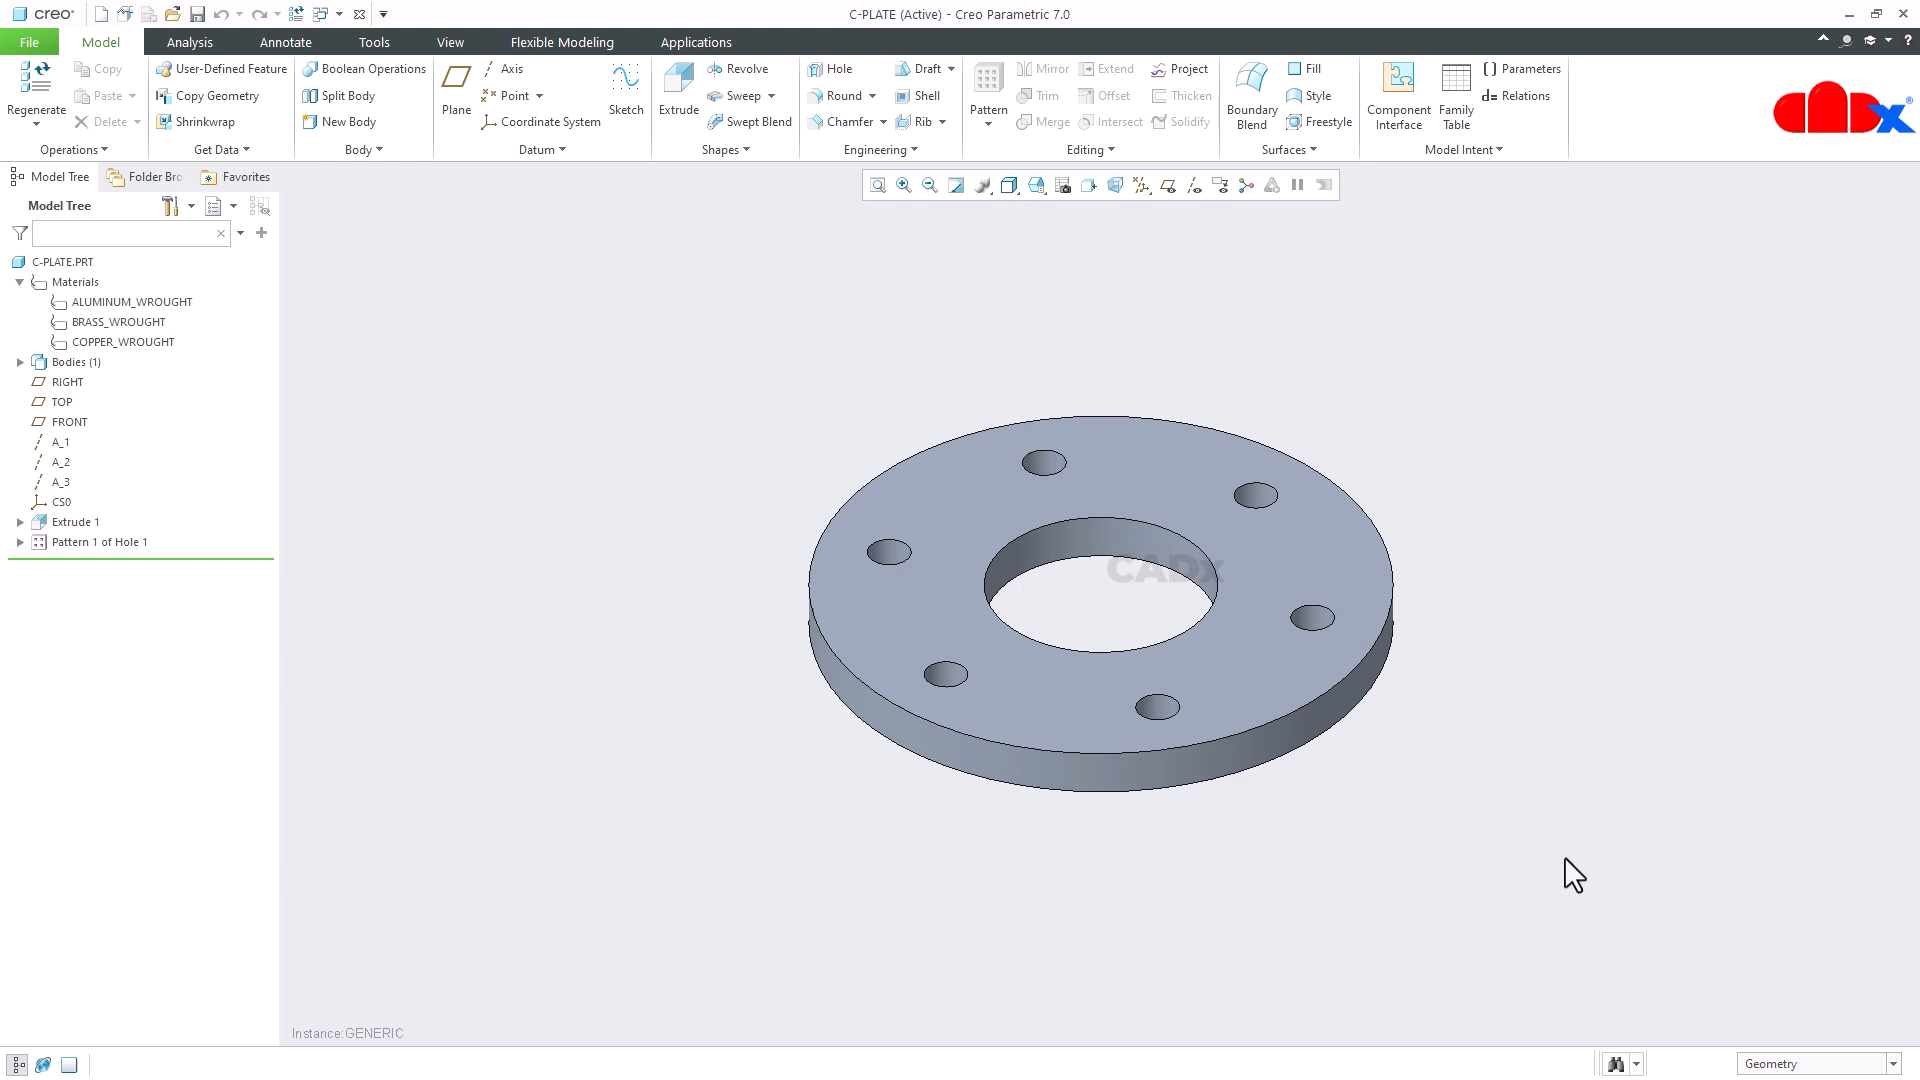 creo
C-PLATE (Active) - Creo Parametric 7.0
File Model Analysis Annotate Tools View Flexible Modeling Applications
Regenerate Copy Paste Delete
User-Defined Feature Copy Geometry Shrinkwrap
Boolean Operations Split Body New Body
Plane Axis Point Coordinate System Sketch
Extrude Revolve Sweep Swept Blend
Hole Round Chamfer Draft Shell Rib
Pattern Mirror Trim Merge Extend Offset Intersect Project Thicken Solidify
Boundary Blend Fill Style Freestyle
Component Interface Family Table Parameters d= Relations
Operations Get Data Body Datum Shapes Engineering Editing Surfaces Model Intent
CADx®
Model Tree Folder Bro Favorites
Model Tree
C-PLATE.PRT
Materials
ALUMINUM_WROUGHT
BRASS_WROUGHT
COPPER_WROUGHT
Bodies (1)
RIGHT
TOP
FRONT
A_1
A_2
A_3
CS0
Extrude 1
Pattern 1 of Hole 1
CADx
Instance:GENERIC
Geometry